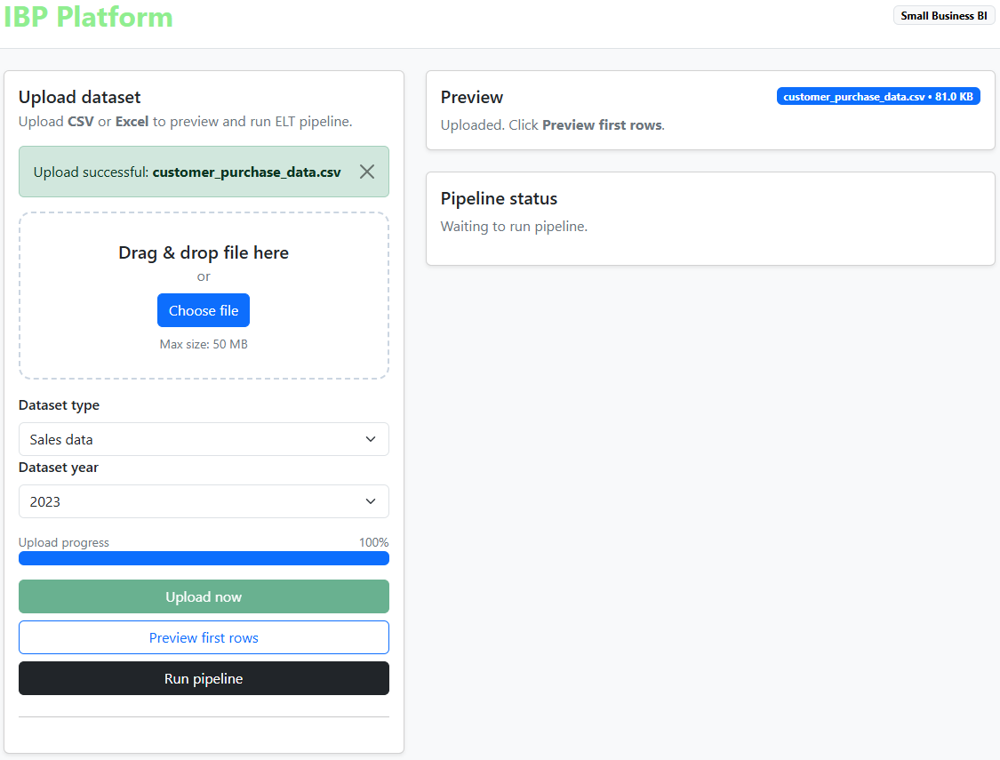 IBP Platform
Small Business BI
Upload dataset
Upload CSV or Excel to preview and run ELT pipeline.
Upload successful: customer_purchase_data.csv
Drag & drop file here
or
Choose file
Max size: 50 MB
Dataset type
Sales data
Dataset year
2023
Upload progress 100%
Upload now
Preview first rows
Run pipeline
Preview
customer_purchase_data.csv • 81.0 KB
Uploaded. Click Preview first rows.
Pipeline status
Waiting to run pipeline.